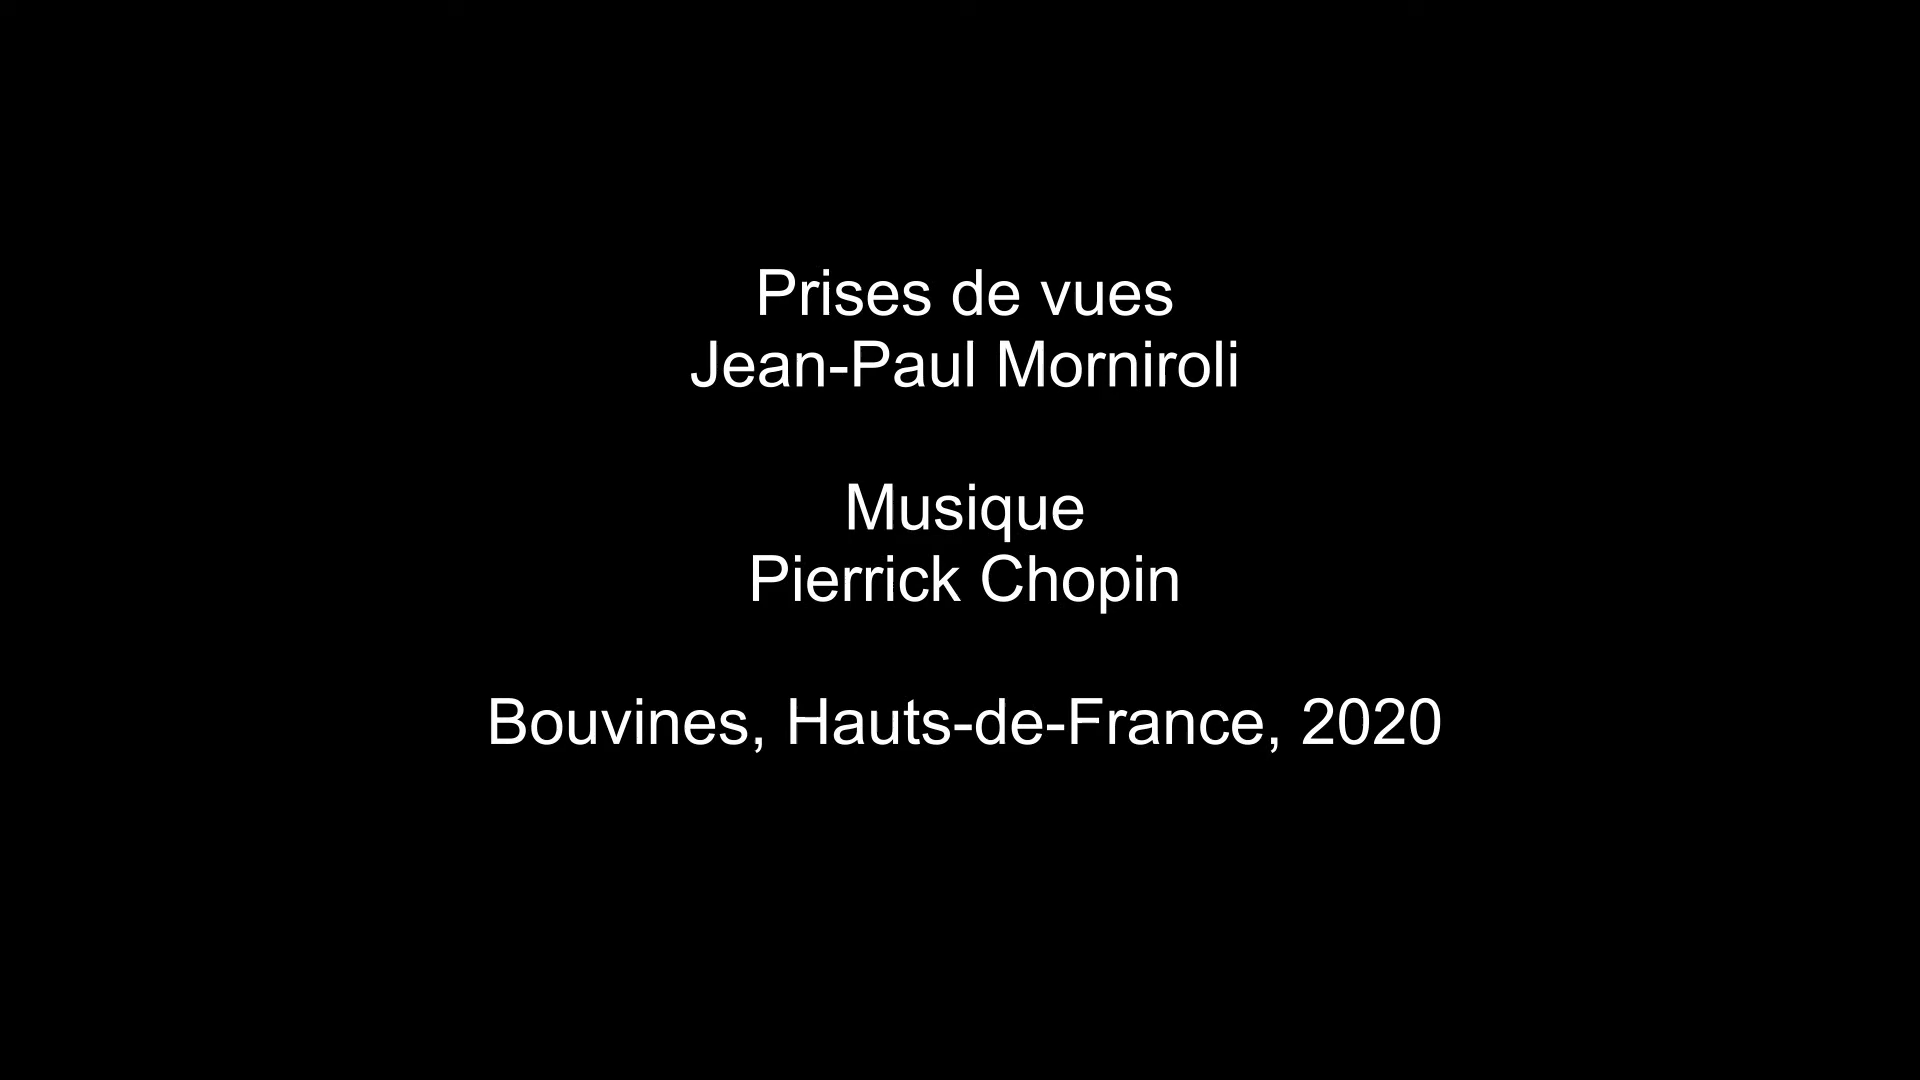 Prises de vues
Jean-Paul Morniroli
Musique
Pierrick Chopin
Bouvines, Hauts-de-France, 2020